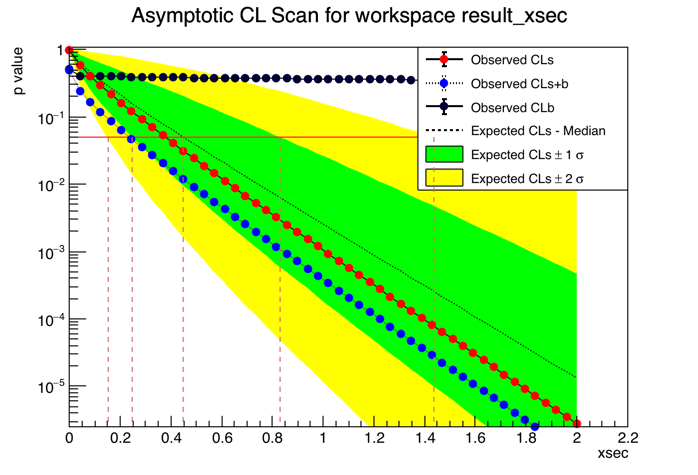 Asymptotic CL Scan for workspace result_xsec
p value
1
10⁻¹
10⁻²
10⁻³
10⁻⁴
10⁻⁵
Observed CLs
Observed CLs+b
Observed CLb
Expected CLs - Median
Expected CLs ± 1 σ
Expected CLs ± 2 σ
0 0.2 0.4 0.6 0.8 1 1.2 1.4 1.6 1.8 2 2.2
xsec